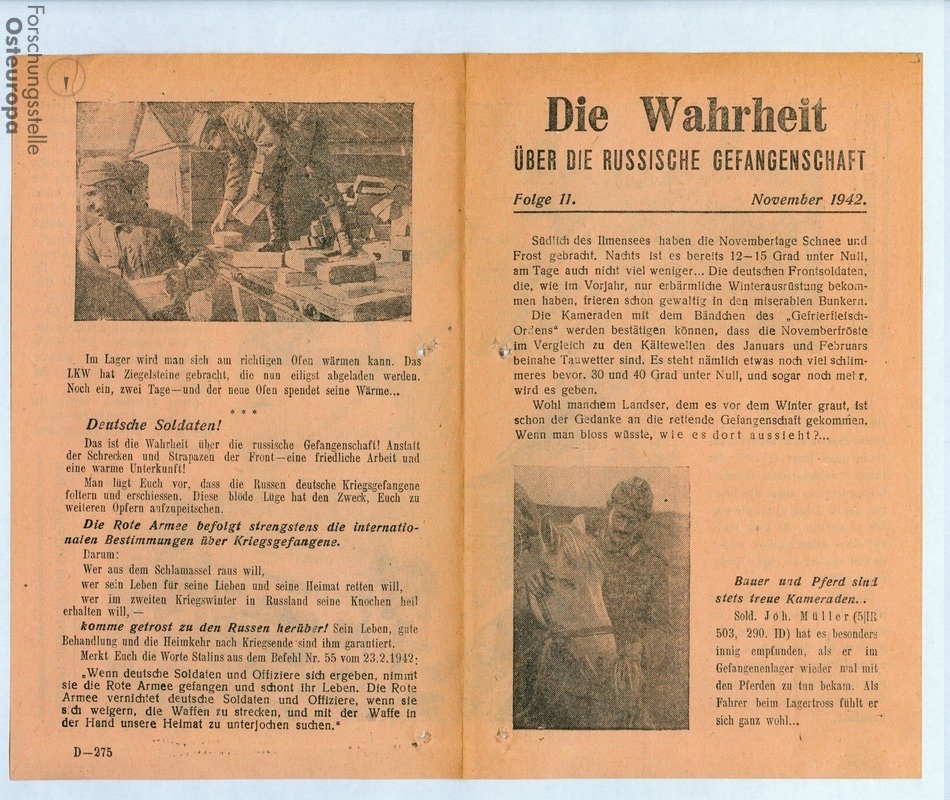 Forschungsstelle
Osteuropa
Im Lager wird man sich am richtigen Ofen wärmen kann. Das
LKW hat Ziegelsteine gebracht, die nun eiligst abgeladen werden.
Noch ein, zwei Tage—und der neue Ofen spendet seine Wärme...
* * *
Deutsche Soldaten!
Das ist die Wahrheit über die russische Gefangenschaft! Anstatt
der Schrecken und Strapazen der Front—eine friedliche Arbeit und
eine warme Unterkunft!
Man lügt Euch vor, dass die Russen deutsche Kriegsgefangene
foltern und erschiessen. Diese blöde Lüge hat den Zweck, Euch zu
weiteren Opfern aufzupeitschen.
Die Rote Armee befolgt strengstens die internatio-
nalen Bestimmungen über Kriegsgefangene.
Darum:
Wer aus dem Schlamassel raus will,
wer sein Leben für seine Lieben und seine Heimat retten will,
wer im zweiten Kriegswinter in Russland seine Knochen heil
erhalten will, —
komme getrost zu den Russen herüber! Sein Leben, gute
Behandlung und die Heimkehr nach Kriegsende sind ihm garantiert.
Merkt Euch die Worte Stalins aus dem Befehl Nr. 55 vom 23.2.1942:
„Wenn deutsche Soldaten und Offiziere sich ergeben, nimmt
sie die Rote Armee gefangen und schont ihr Leben. Die Rote
Armee vernichtet deutsche Soldaten und Offiziere, wenn sie
sich weigern, die Waffen zu strecken, und mit der Waffe in
der Hand unsere Heimat zu unterjochen suchen.“
D—275
Die Wahrheit
ÜBER DIE RUSSISCHE GEFANGENSCHAFT
Folge 11. November 1942.
Südlich des Ilmensees haben die Novembertage Schnee und
Frost gebracht. Nachts ist es bereits 12—15 Grad unter Null,
am Tage auch nicht viel weniger... Die deutschen Frontsoldaten,
die, wie im Vorjahr, nur erbärmliche Winterausrüstung bekom-
men haben, frieren schon gewaltig in den miserablen Bunkern.
Die Kameraden mit dem Bändchen des „Gefrierfleisch-
Ordens“ werden bestätigen können, dass die Novemberfröste
im Vergleich zu den Kältewellen des Januars und Februars
beinahe Tauwetter sind. Es steht nämlich etwas noch viel schlim-
meres bevor. 30 und 40 Grad unter Null, und sogar noch mehr,
wird es geben.
Wohl manchem Landser, dem es vor dem Winter graut, ist
schon der Gedanke an die rettende Gefangenschaft gekommen.
Wenn man bloss wüsste, wie es dort aussieht?...
Bauer und Pferd sind
stets treue Kameraden...
Sold. Joh. Müller (5|IR
503, 290. ID) hat es besonders
innig empfunden, als er im
Gefangenenlager wieder mal mit
den Pferden zu tun bekam. Als
Fahrer beim Lagertross fühlt er
sich ganz wohl...